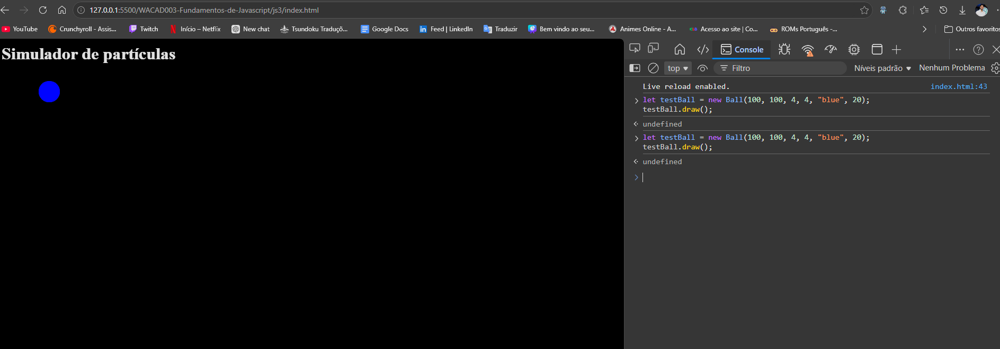 127.0.0.1:5500/WACAD003-Fundamentos-de-Javascript/js3/index.html
YouTube Crunchyroll - Assis... Twitch Início – Netflix New chat Tsundoku Traduçõ... Google Docs Feed | LinkedIn Traduzir Bem vindo ao seu... Animes Online - A... Acesso ao site | Co... ROMs Português -... Outros favoritos
Simulador de partículas
Console
top Filtro Níveis padrão Nenhum Problema
Live reload enabled. index.html:43
let testBall = new Ball(100, 100, 4, 4, "blue", 20);
testBall.draw();
undefined
let testBall = new Ball(100, 100, 4, 4, "blue", 20);
testBall.draw();
undefined